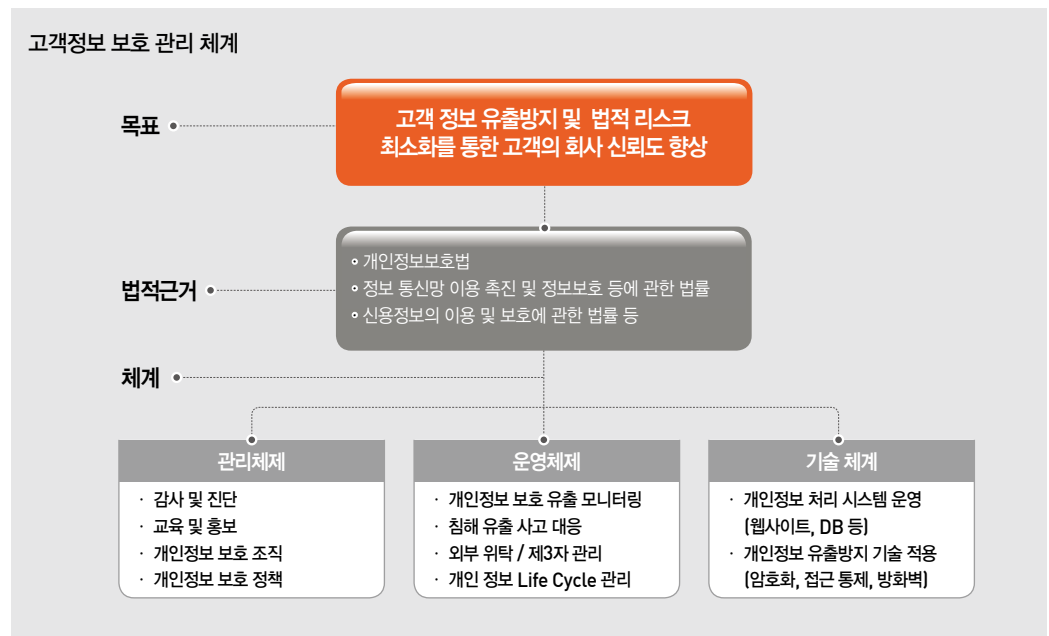 고객정보 보호 관리 체계
목표
고객 정보 유출방지 및 법적 리스크
최소화를 통한 고객의 회사 신뢰도 향상
법적근거
개인정보보호법
정보 통신망 이용 촉진 및 정보보호 등에 관한 법률
신용정보의 이용 및 보호에 관한 법률 등
체계
관리체제
· 감사 및 진단
· 교육 및 홍보
· 개인정보 보호 조직
· 개인정보 보호 정책
운영체제
· 개인정보 보호 유출 모니터링
· 침해 유출 사고 대응
· 외부 위탁 / 제3자 관리
· 개인 정보 Life Cycle 관리
기술 체계
· 개인정보 처리 시스템 운영
(웹사이트, DB 등)
· 개인정보 유출방지 기술 적용
(암호화, 접근 통제, 방화벽)